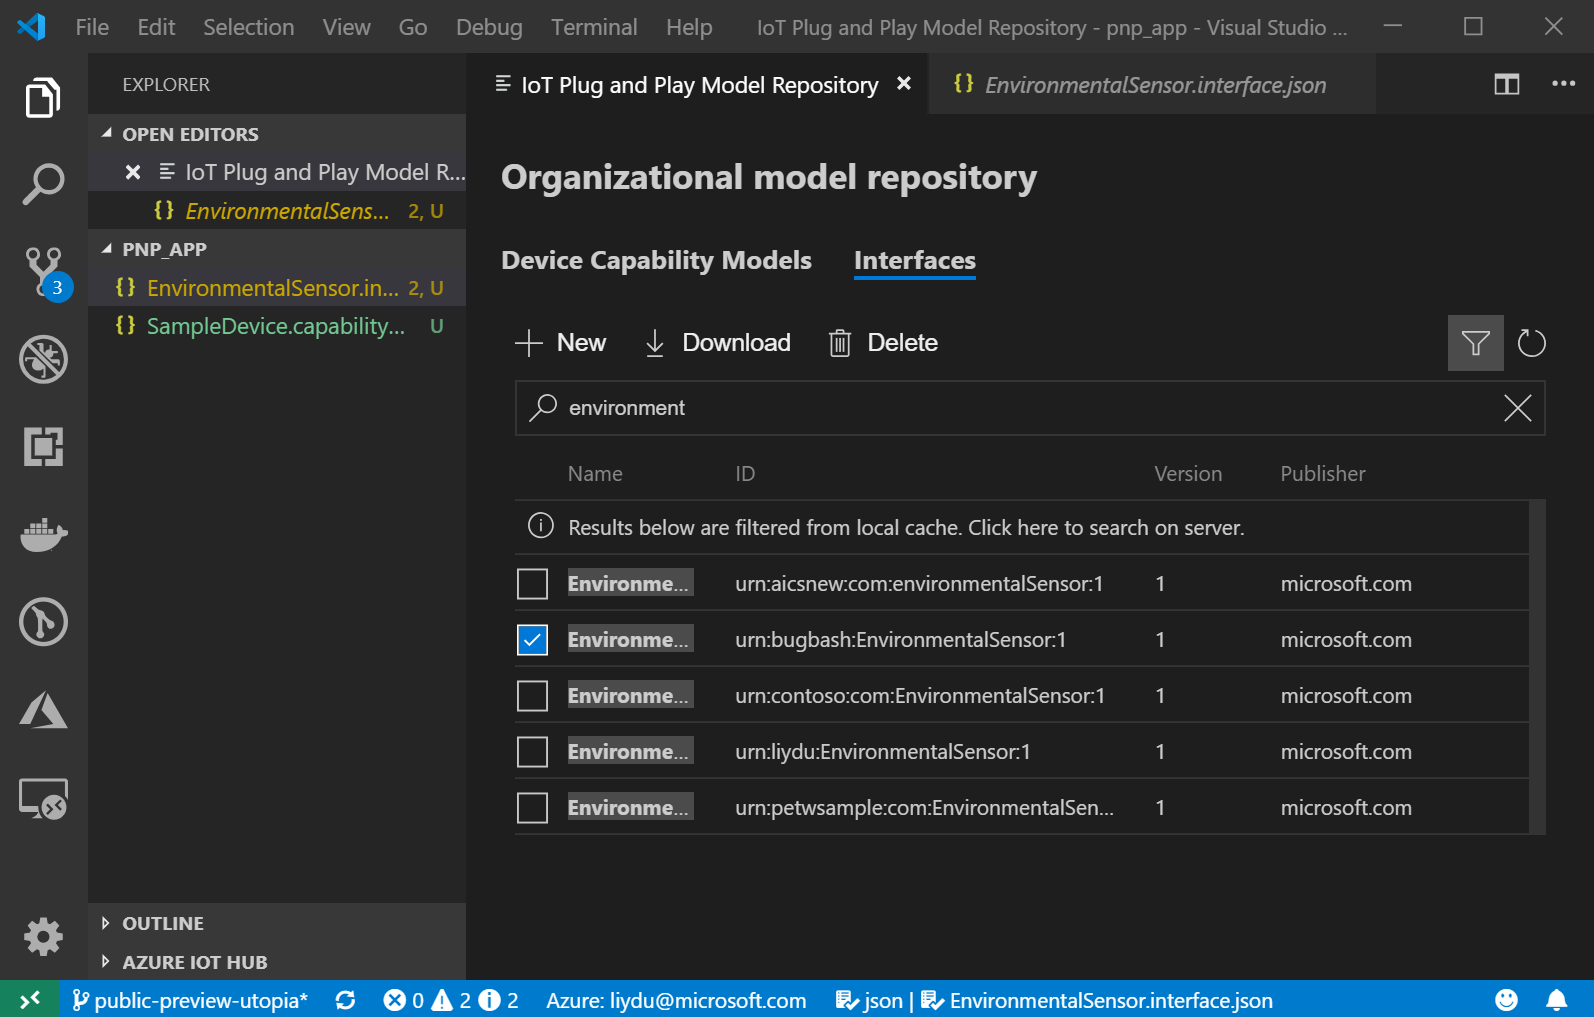 File Edit Selection View Go Debug Terminal Help IoT Plug and Play Model Repository - pnp_app - Visual Studio ...
EXPLORER
OPEN EDITORS
IoT Plug and Play Model R...
{} EnvironmentalSens... 2, U
PNP_APP
{} EnvironmentalSensor.in... 2, U
{} SampleDevice.capability... U
OUTLINE
AZURE IOT HUB
3
IoT Plug and Play Model Repository
{} EnvironmentalSensor.interface.json
Organizational model repository
Device Capability Models Interfaces
New Download Delete
environment
Name ID Version Publisher
Results below are filtered from local cache. Click here to search on server.
Environme... urn:aicsnew:com:environmentalSensor:1 1 microsoft.com
Environme... urn:bugbash:EnvironmentalSensor:1 1 microsoft.com
Environme... urn:contoso:com:EnvironmentalSensor:1 1 microsoft.com
Environme... urn:liydu:EnvironmentalSensor:1 1 microsoft.com
Environme... urn:petwsample:com:EnvironmentalSen... 1 microsoft.com
public-preview-utopia* 0 2 2 Azure: liydu@microsoft.com json | EnvironmentalSensor.interface.json